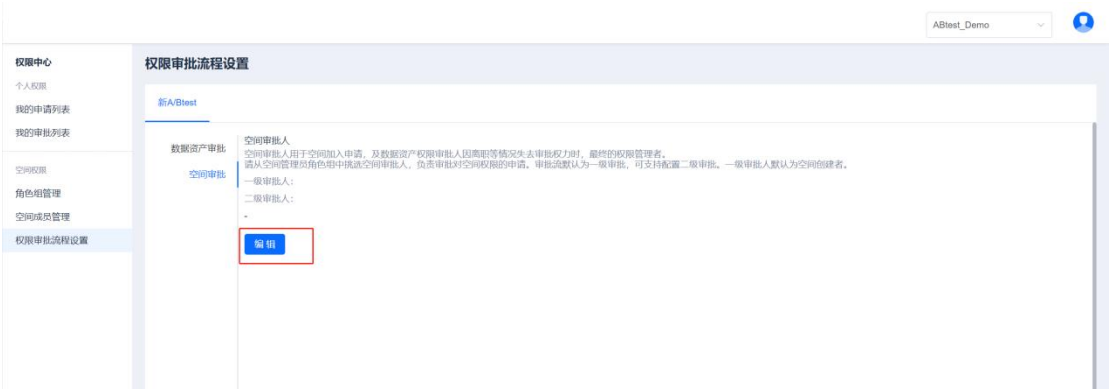 ABtest_Demo
权限中心
个人权限
我的申请列表
我的审批列表
空间权限
角色组管理
空间成员管理
权限审批流程设置
权限审批流程设置
新A/Btest
数据资产审批
空间审批
空间审批人
空间审批人用于空间加入申请，及数据资产权限审批人因离职等情况失去审批权力时，最终的权限管理者。
请从空间管理员角色组中挑选空间审批人，负责审批对空间权限的申请。审批流默认为一级审批，可支持配置二级审批。一级审批人默认为空间创建者。
一级审批人：
二级审批人：
-
编 辑